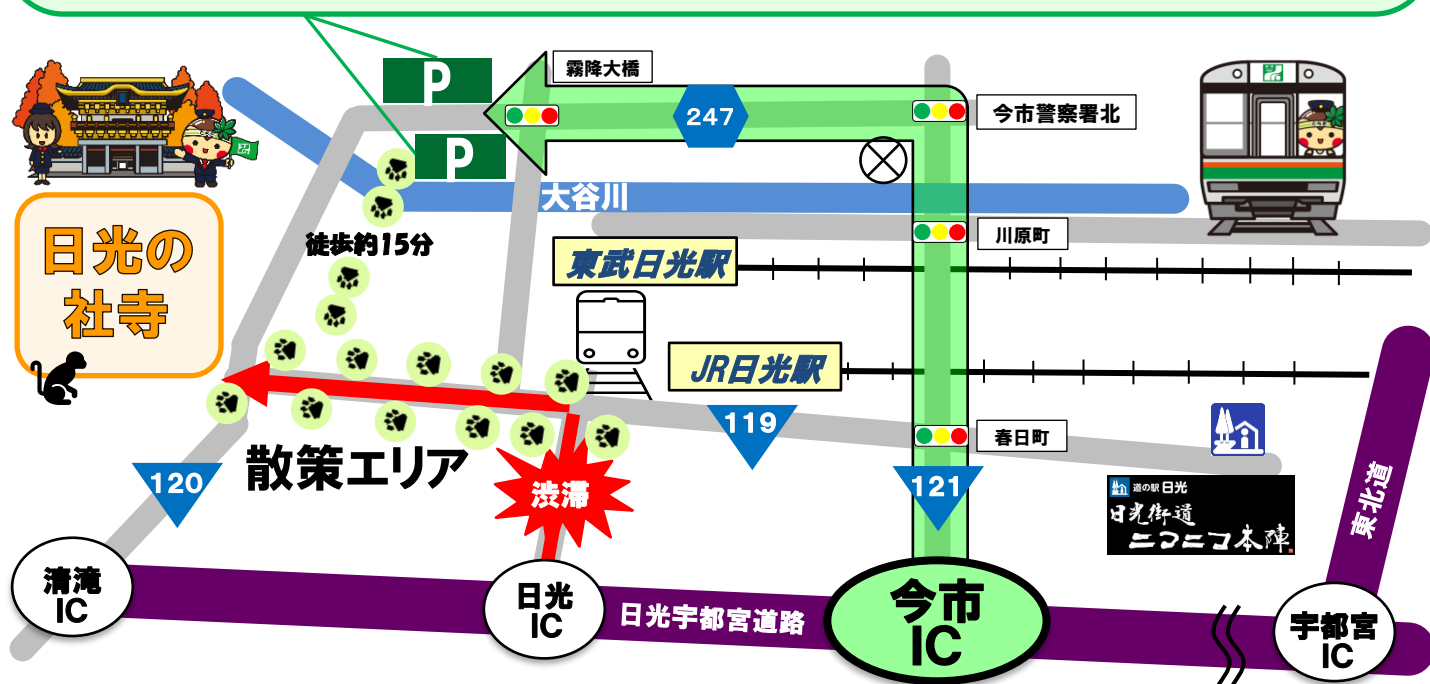 P
P
霧降大橋
247
今市警察署北
大谷川
川原町
徒歩約15分
日光の
社寺
東武日光駅
JR日光駅
119
春日町
散策エリア
120
渋滞
121
道の駅 日光
日光街道
ニコニコ本陣
東北道
清滝
IC
日光
IC
日光宇都宮道路
今市
IC
宇都宮
IC